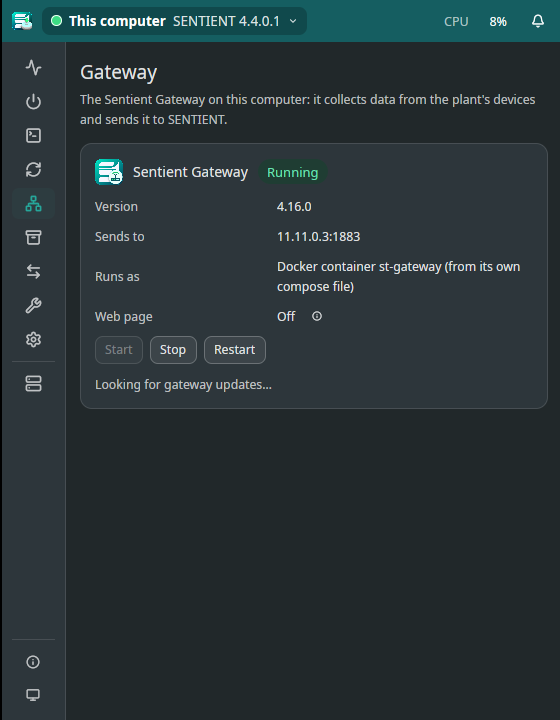 This computer SENTIENT 4.4.0.1 CPU 8%
Gateway
The Sentient Gateway on this computer: it collects data from the plant's devices
and sends it to SENTIENT.
Sentient Gateway Running
Version 4.16.0
Sends to 11.11.0.3:1883
Runs as Docker container st-gateway (from its own
compose file)
Web page Off
Start Stop Restart
Looking for gateway updates...